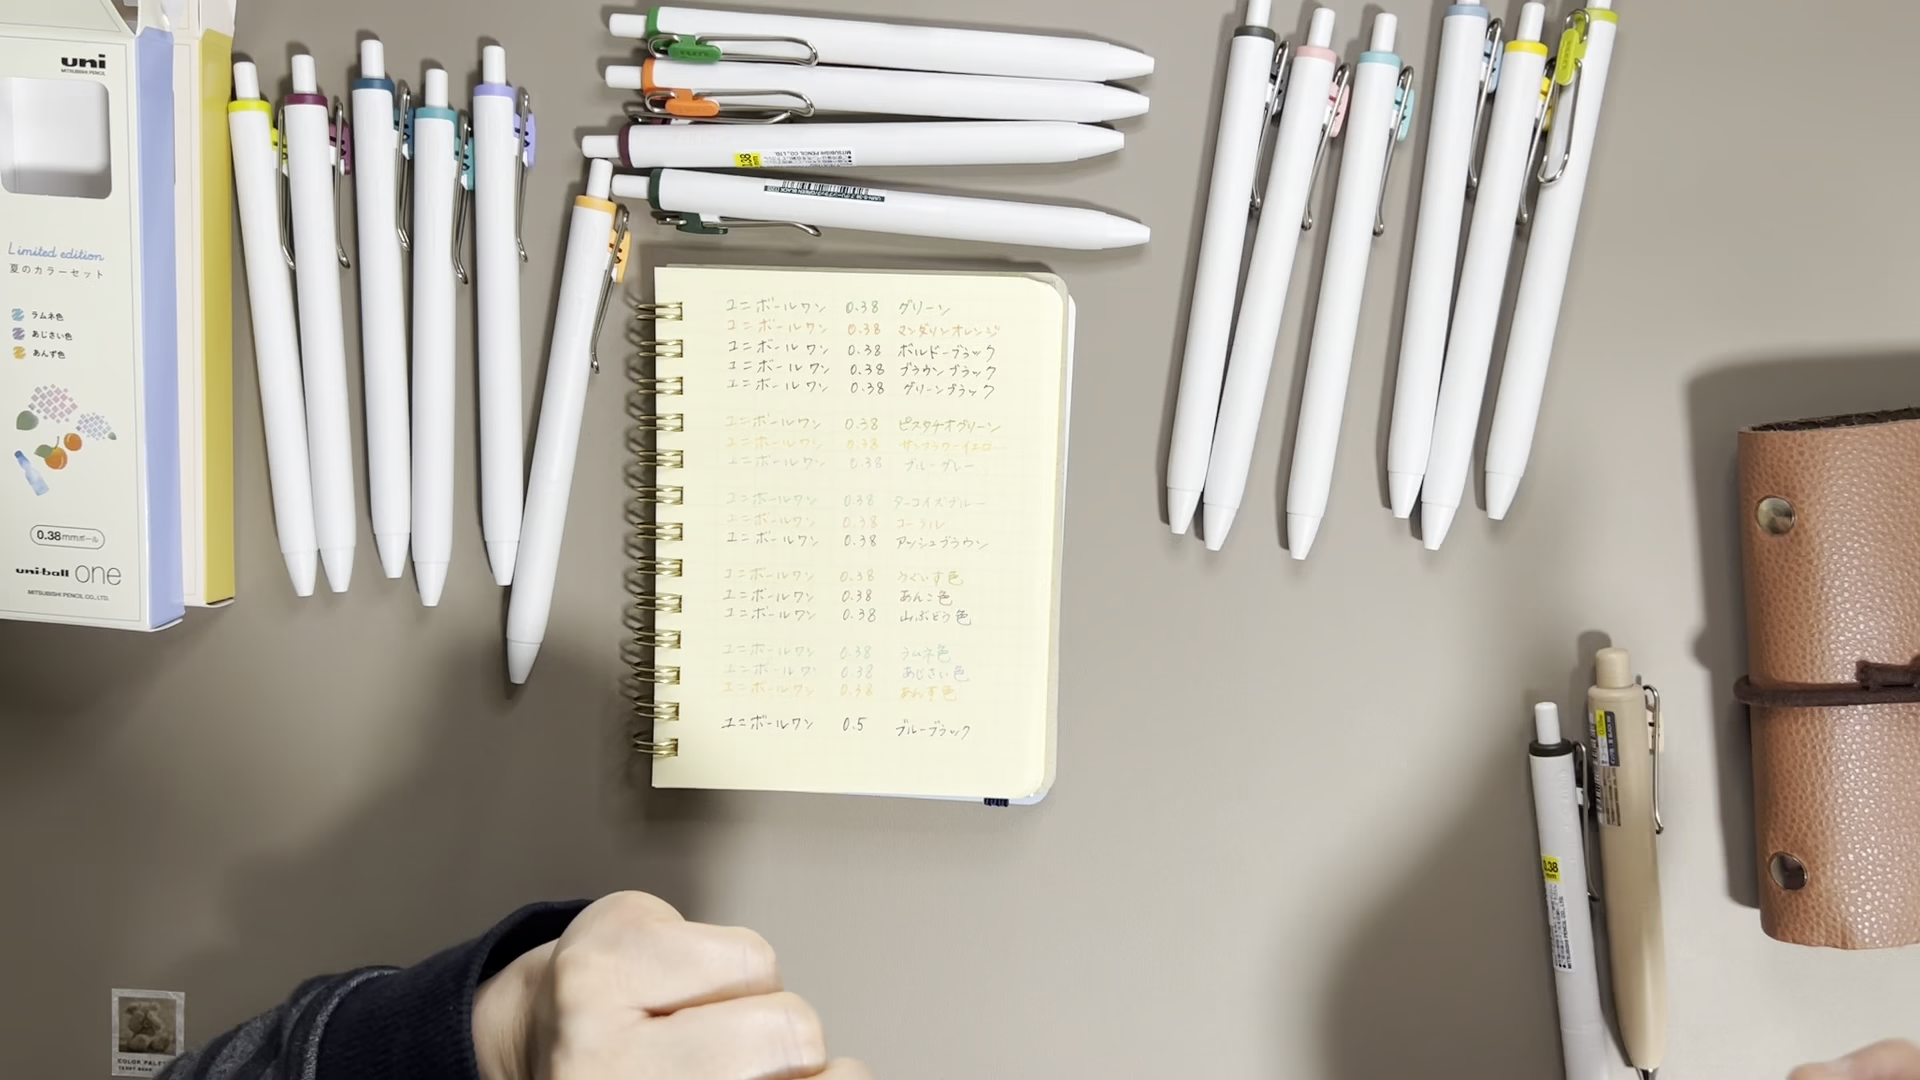 uni
MITSUBISHI PENCIL
Limited edition
夏のカラーセット
ラムネ色
あじさい色
あんず色
0.38mmボール
uni-ball one
MITSUBISHI PENCIL CO., LTD.
0.38
MITSUBISHI PENCIL CO., LTD.
ユニボールワン 0.38 グリーン
ユニボールワン 0.38 マンダリンオレンジ
ユニボールワン 0.38 ボルドーブラック
ユニボールワン 0.38 ブラウンブラック
ユニボールワン 0.38 グリーンブラック
ユニボールワン 0.38 ピスタチオグリーン
ユニボールワン 0.38 サンフラワーイエロー
ユニボールワン 0.38 ブルーグレー
ユニボールワン 0.38 ターコイズブルー
ユニボールワン 0.38 コーラル
ユニボールワン 0.38 アッシュブラウン
ユニボールワン 0.38 うぐいす色
ユニボールワン 0.38 あんこ色
ユニボールワン 0.38 山ぶどう色
ユニボールワン 0.38 ラムネ色
ユニボールワン 0.38 あじさい色
ユニボールワン 0.38 あんず色
ユニボールワン 0.5 ブルーブラック
0.38
mm
MITSUBISHI PENCIL CO., LTD.